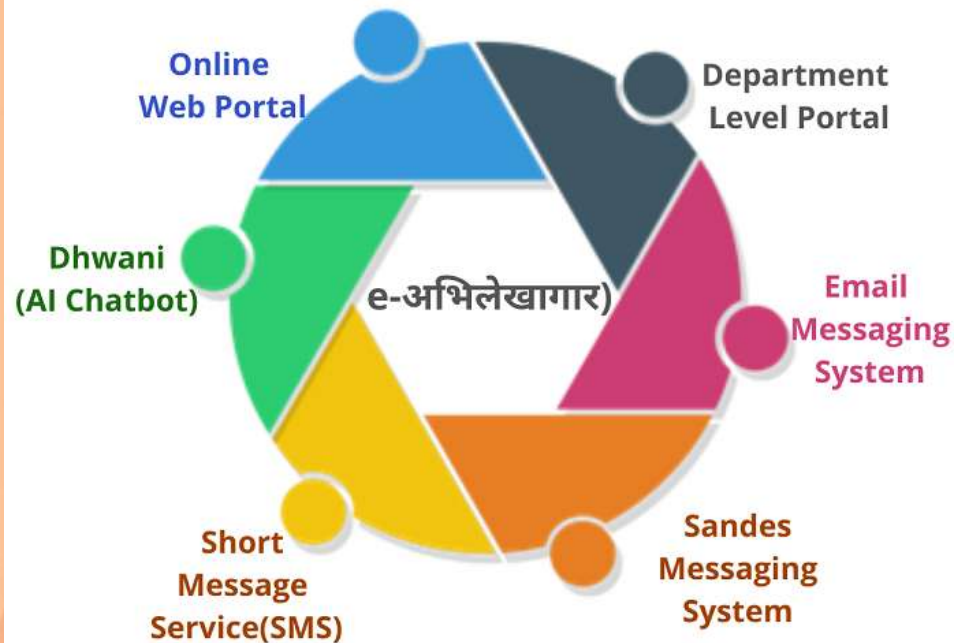 Online
Web Portal
Department
Level Portal
Dhwani
(AI Chatbot)
e-अभिलेखागार)
Email
Messaging
System
Short
Message
Service(SMS)
Sandes
Messaging
System